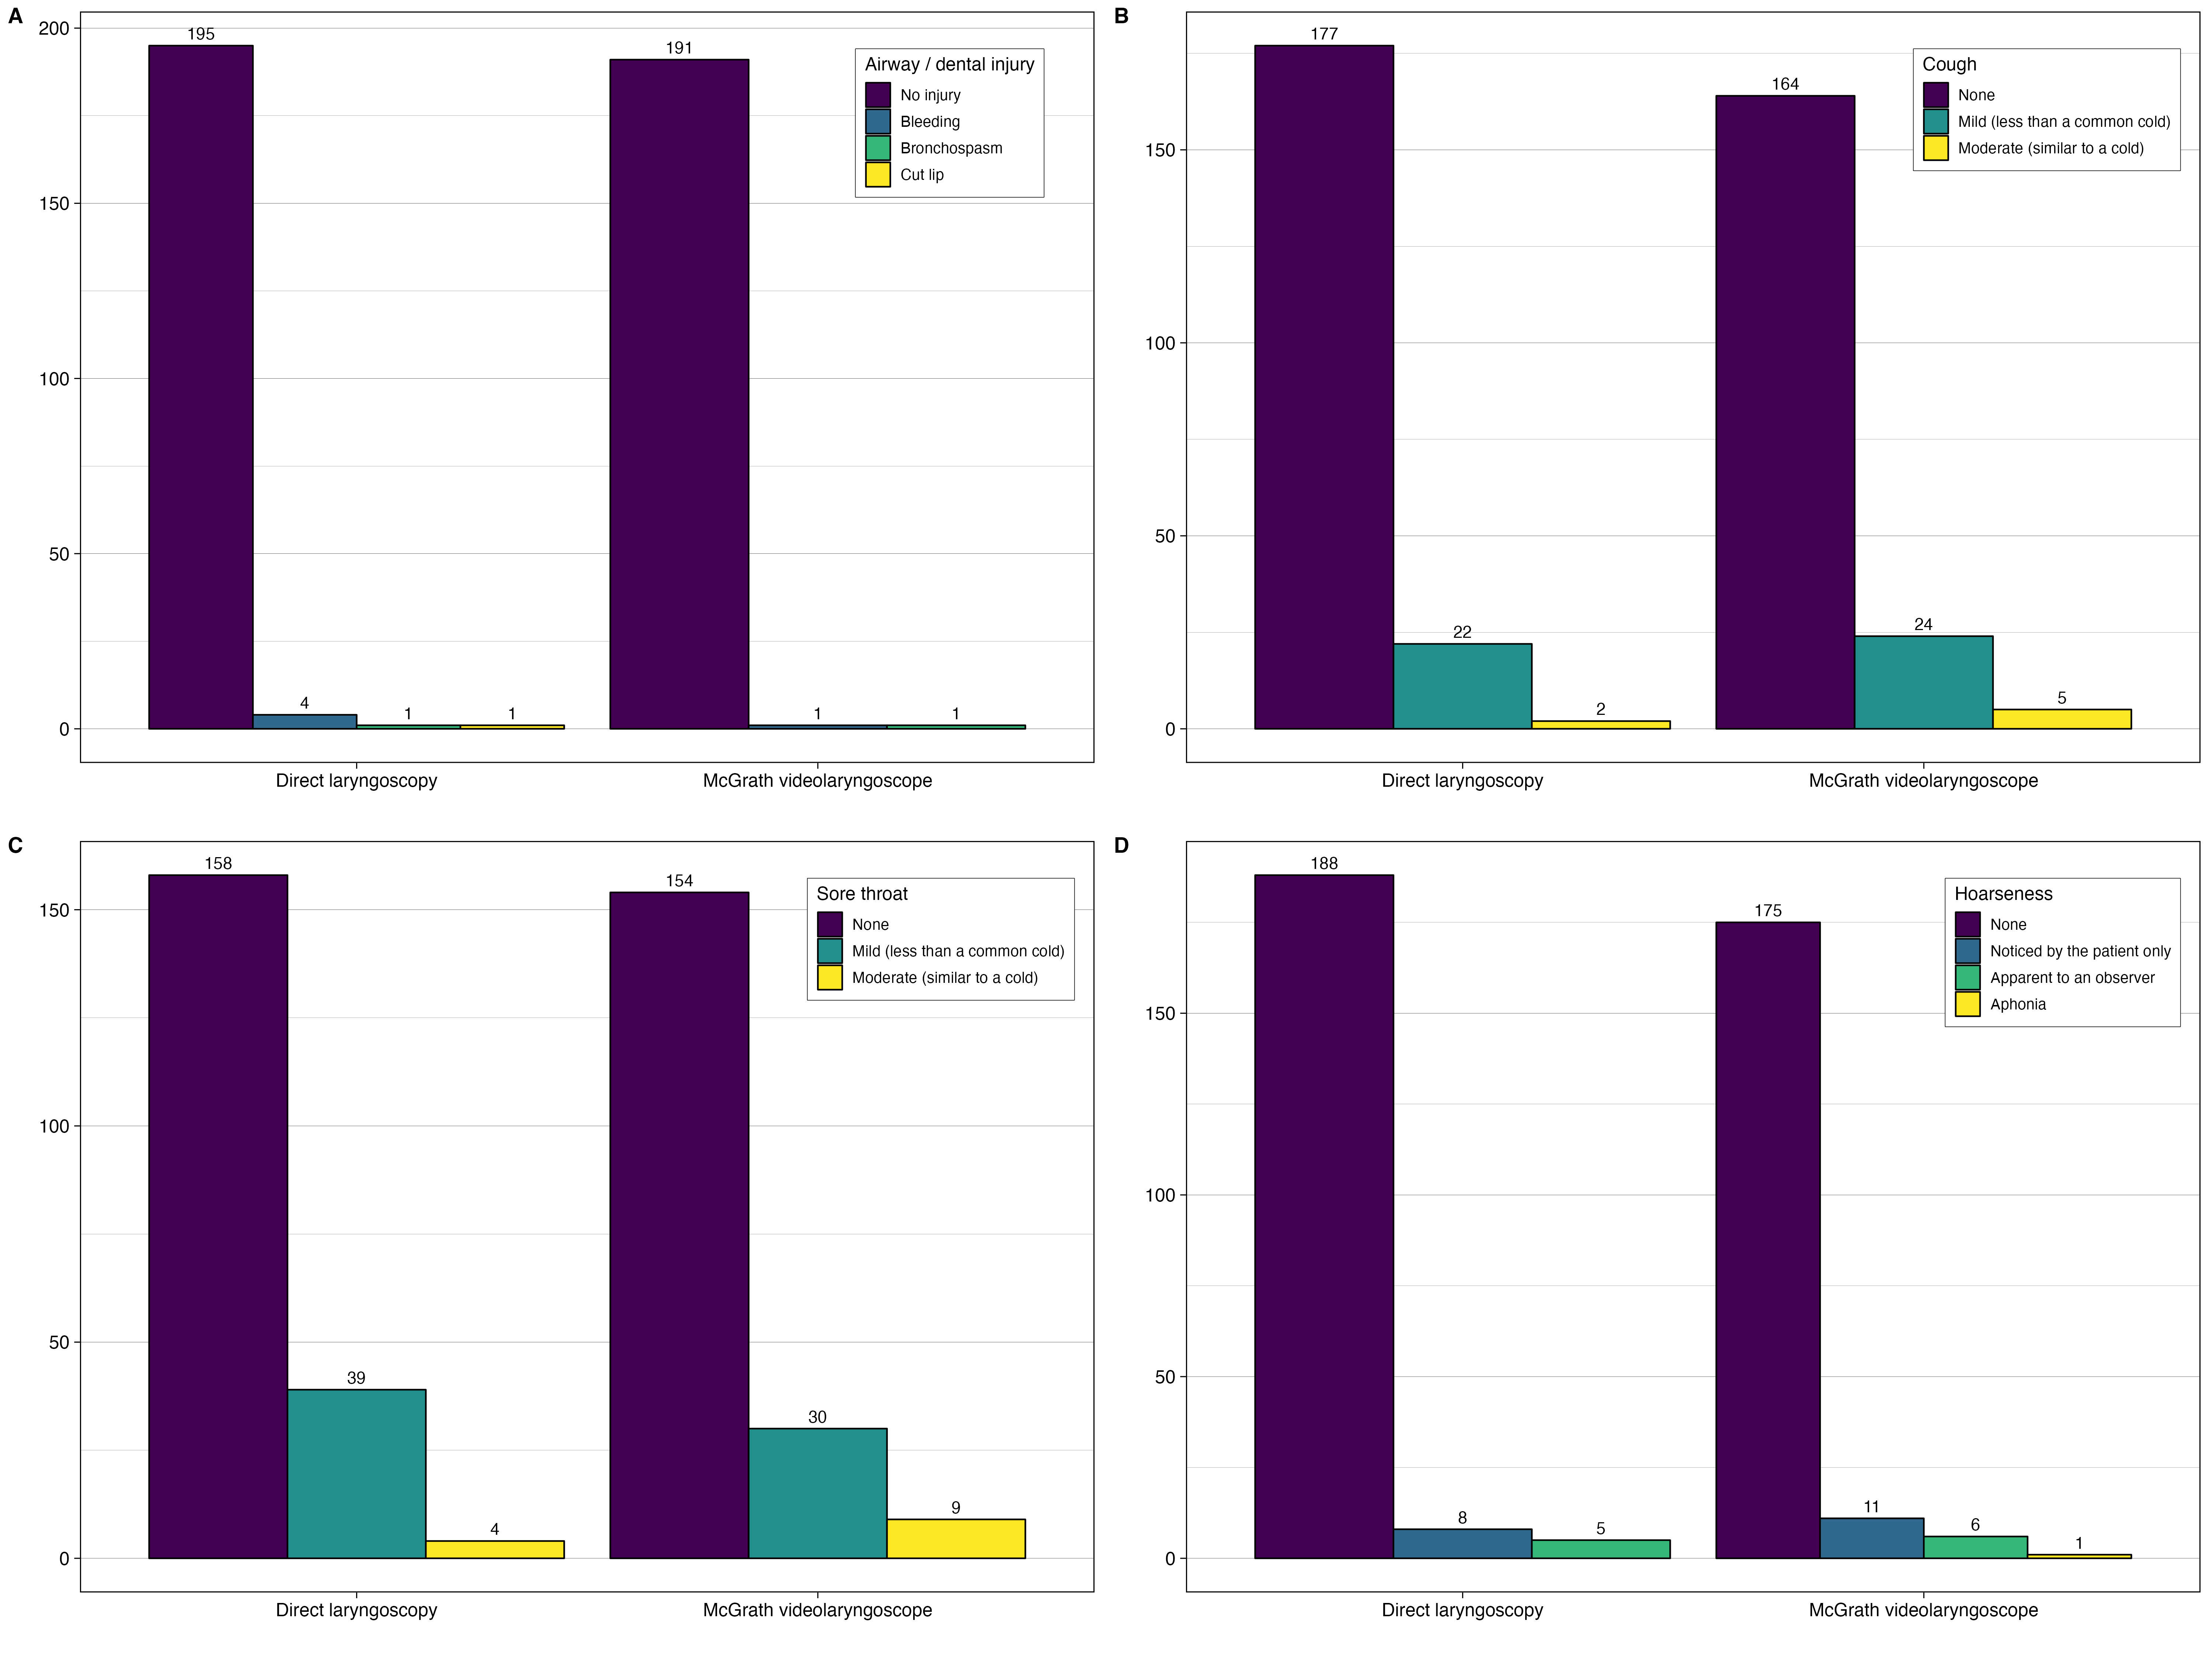 A
200
150
100
50
0
195
4
1
1
191
1
1
Airway / dental injury
No injury
Bleeding
Bronchospasm
Cut lip
Direct laryngoscopy
McGrath videolaryngoscope
B
150
100
50
0
177
22
2
164
24
5
Cough
None
Mild (less than a common cold)
Moderate (similar to a cold)
Direct laryngoscopy
McGrath videolaryngoscope
C
150
100
50
0
158
39
4
154
30
9
Sore throat
None
Mild (less than a common cold)
Moderate (similar to a cold)
Direct laryngoscopy
McGrath videolaryngoscope
D
150
100
50
0
188
8
5
175
11
6
1
Hoarseness
None
Noticed by the patient only
Apparent to an observer
Aphonia
Direct laryngoscopy
McGrath videolaryngoscope